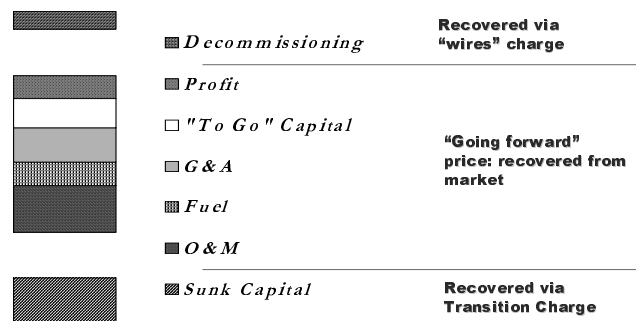 Recovered via
“wires” charge
Decommissioning
Profit
"To Go" Capital
G&A
Fuel
O&M
“Going forward”
price: recovered from
market
Sunk Capital
Recovered via
Transition Charge